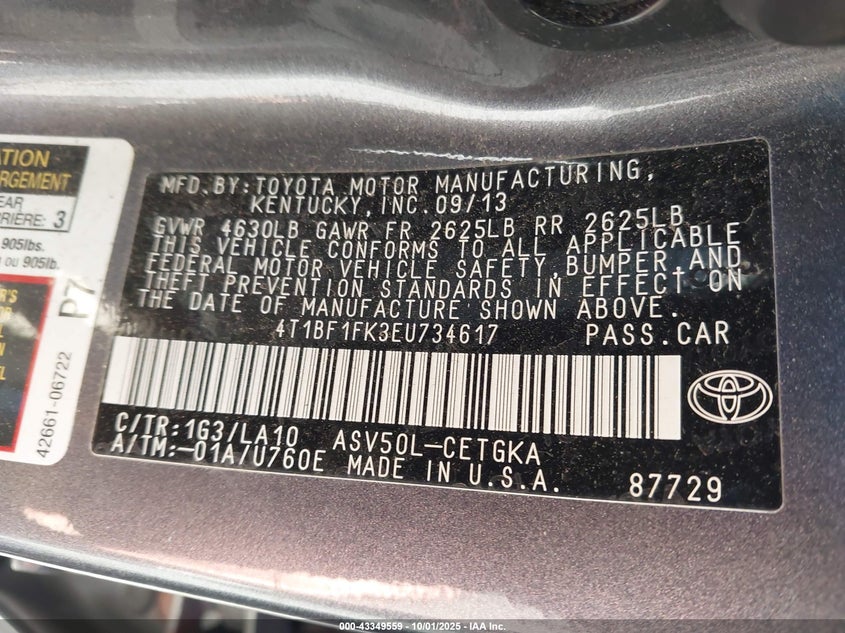 ATION
RGEMENT
EAR
RRIÈRE: 3
905lbs.
ou 905lb.
P7
42661-06722
MFD.BY:TOYOTA MOTOR MANUFACTURING,
KENTUCKY,INC.09/13
GVWR 4630LB GAWR FR 2625LB RR 2625LB
THIS VEHICLE CONFORMS TO ALL APPLICABLE
FEDERAL MOTOR VEHICLE SAFETY,BUMPER AND
THEFT PREVENTION STANDARDS IN EFFECT ON
THE DATE OF MANUFACTURE SHOWN ABOVE.
4T1BF1FK3EU734617 PASS.CAR
C/TR:1G3/LA10 ASV50L-CETGKA
A/TM:-01A/U760E MADE IN U.S.A. 87729
000-43349559 - 10/01/2025 - IAA Inc.